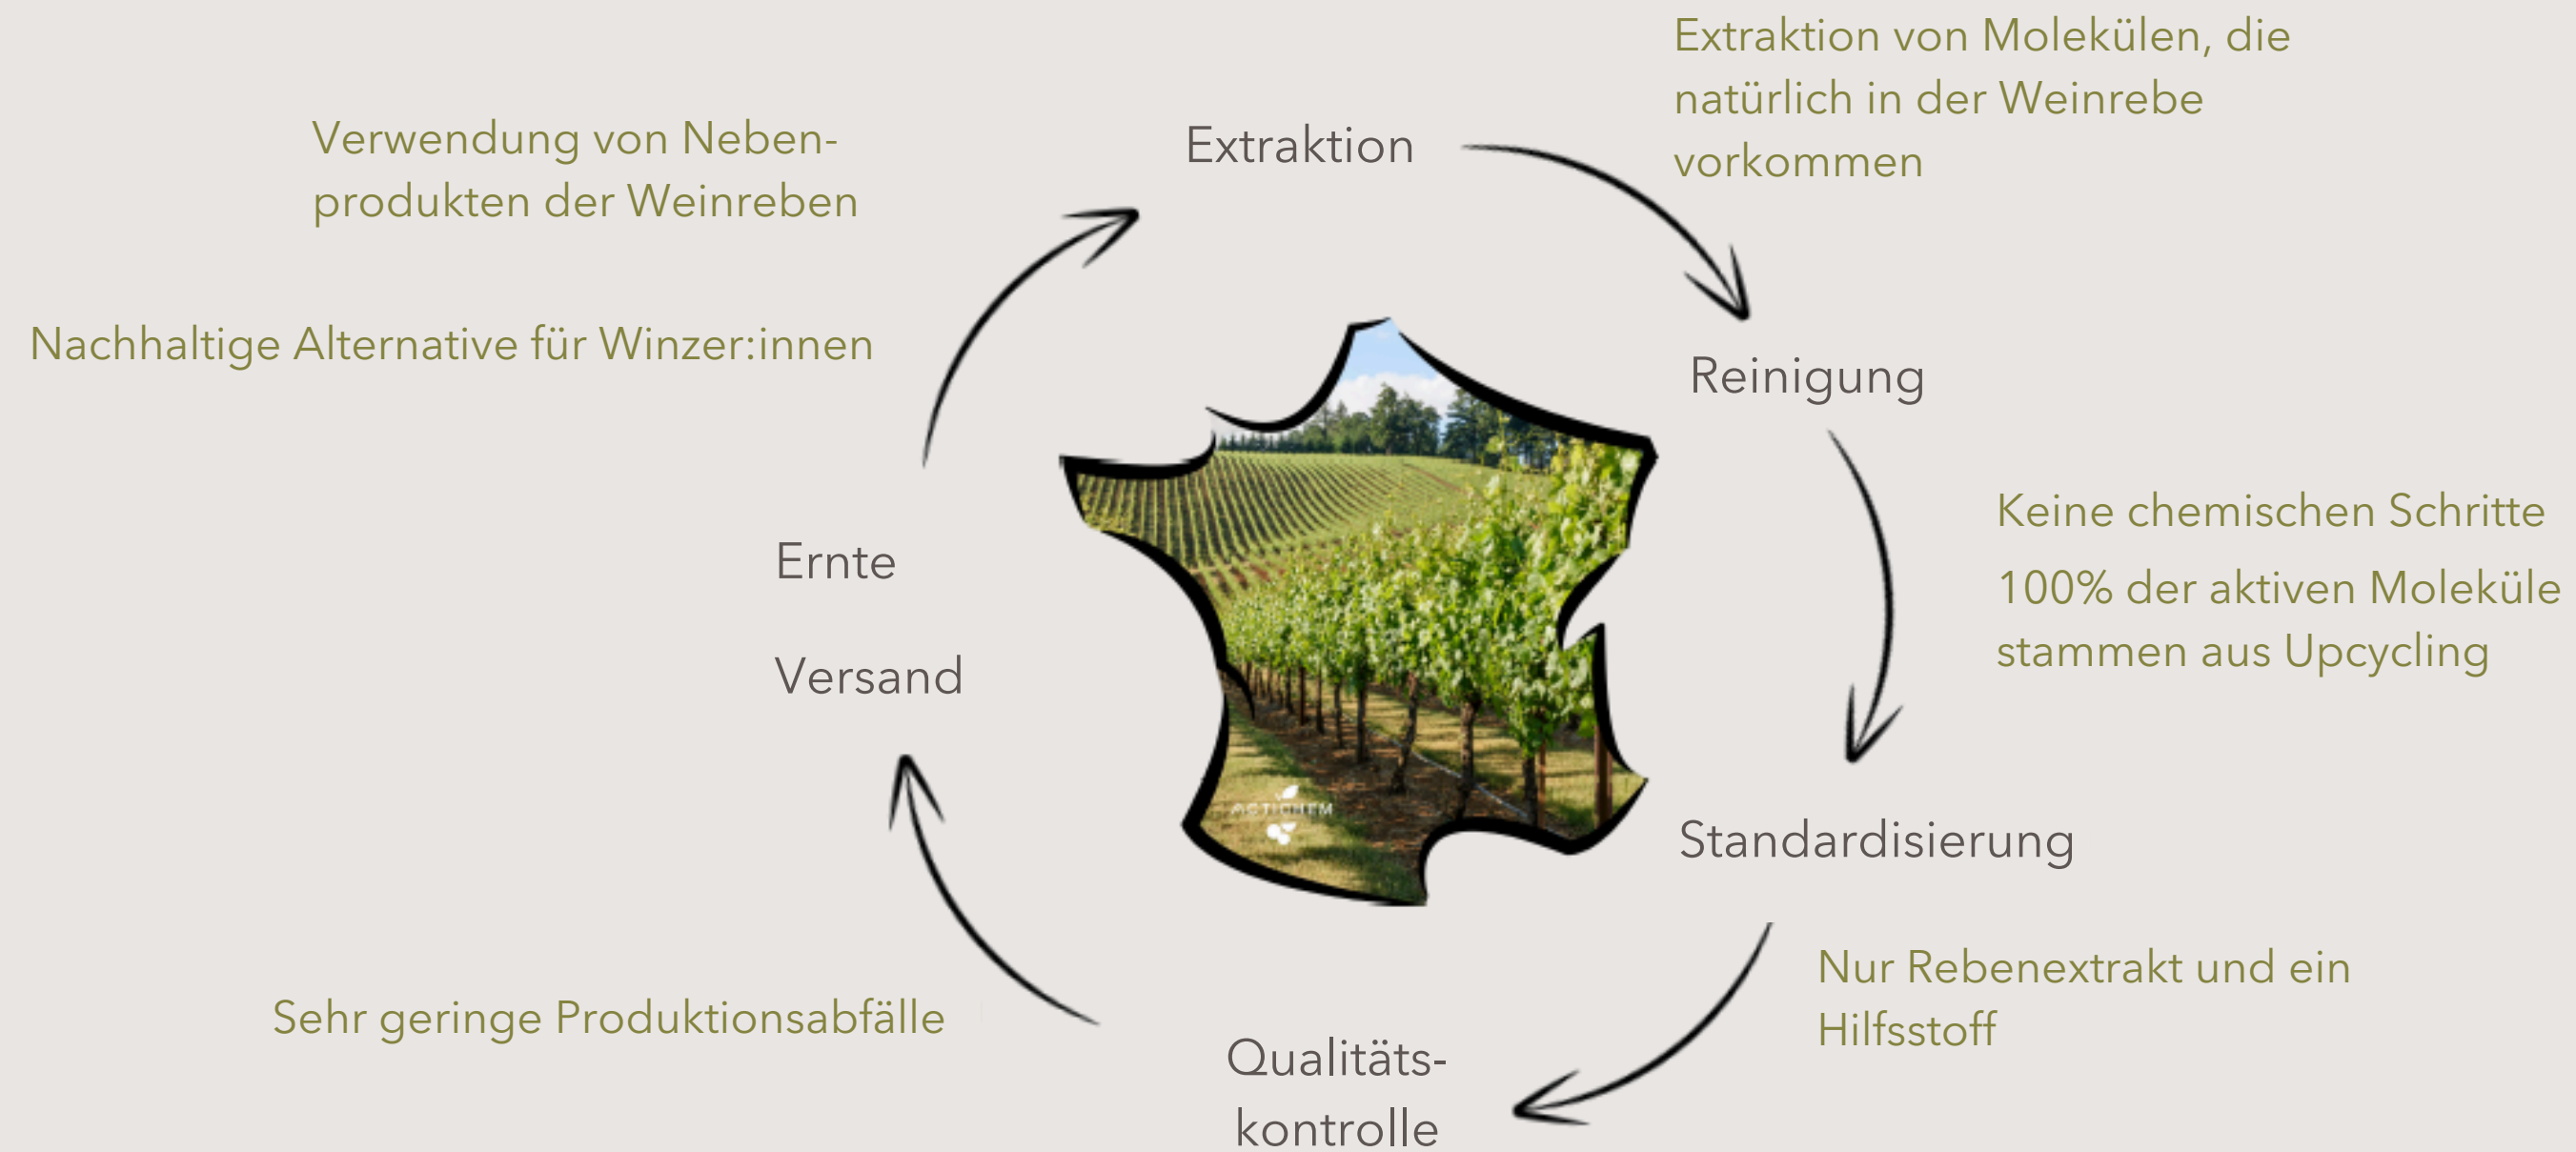 Extraktion von Molekülen, die
natürlich in der Weinrebe
vorkommen
Verwendung von Neben-
produkten der Weinreben
Extraktion
Nachhaltige Alternative für Winzer:innen
Reinigung
Keine chemischen Schritte
100% der aktiven Moleküle
stammen aus Upcycling
Ernte
Versand
ACTICHEM
Standardisierung
Nur Rebenextrakt und ein
Hilfsstoff
Sehr geringe Produktionsabfälle
Qualitäts-
kontrolle